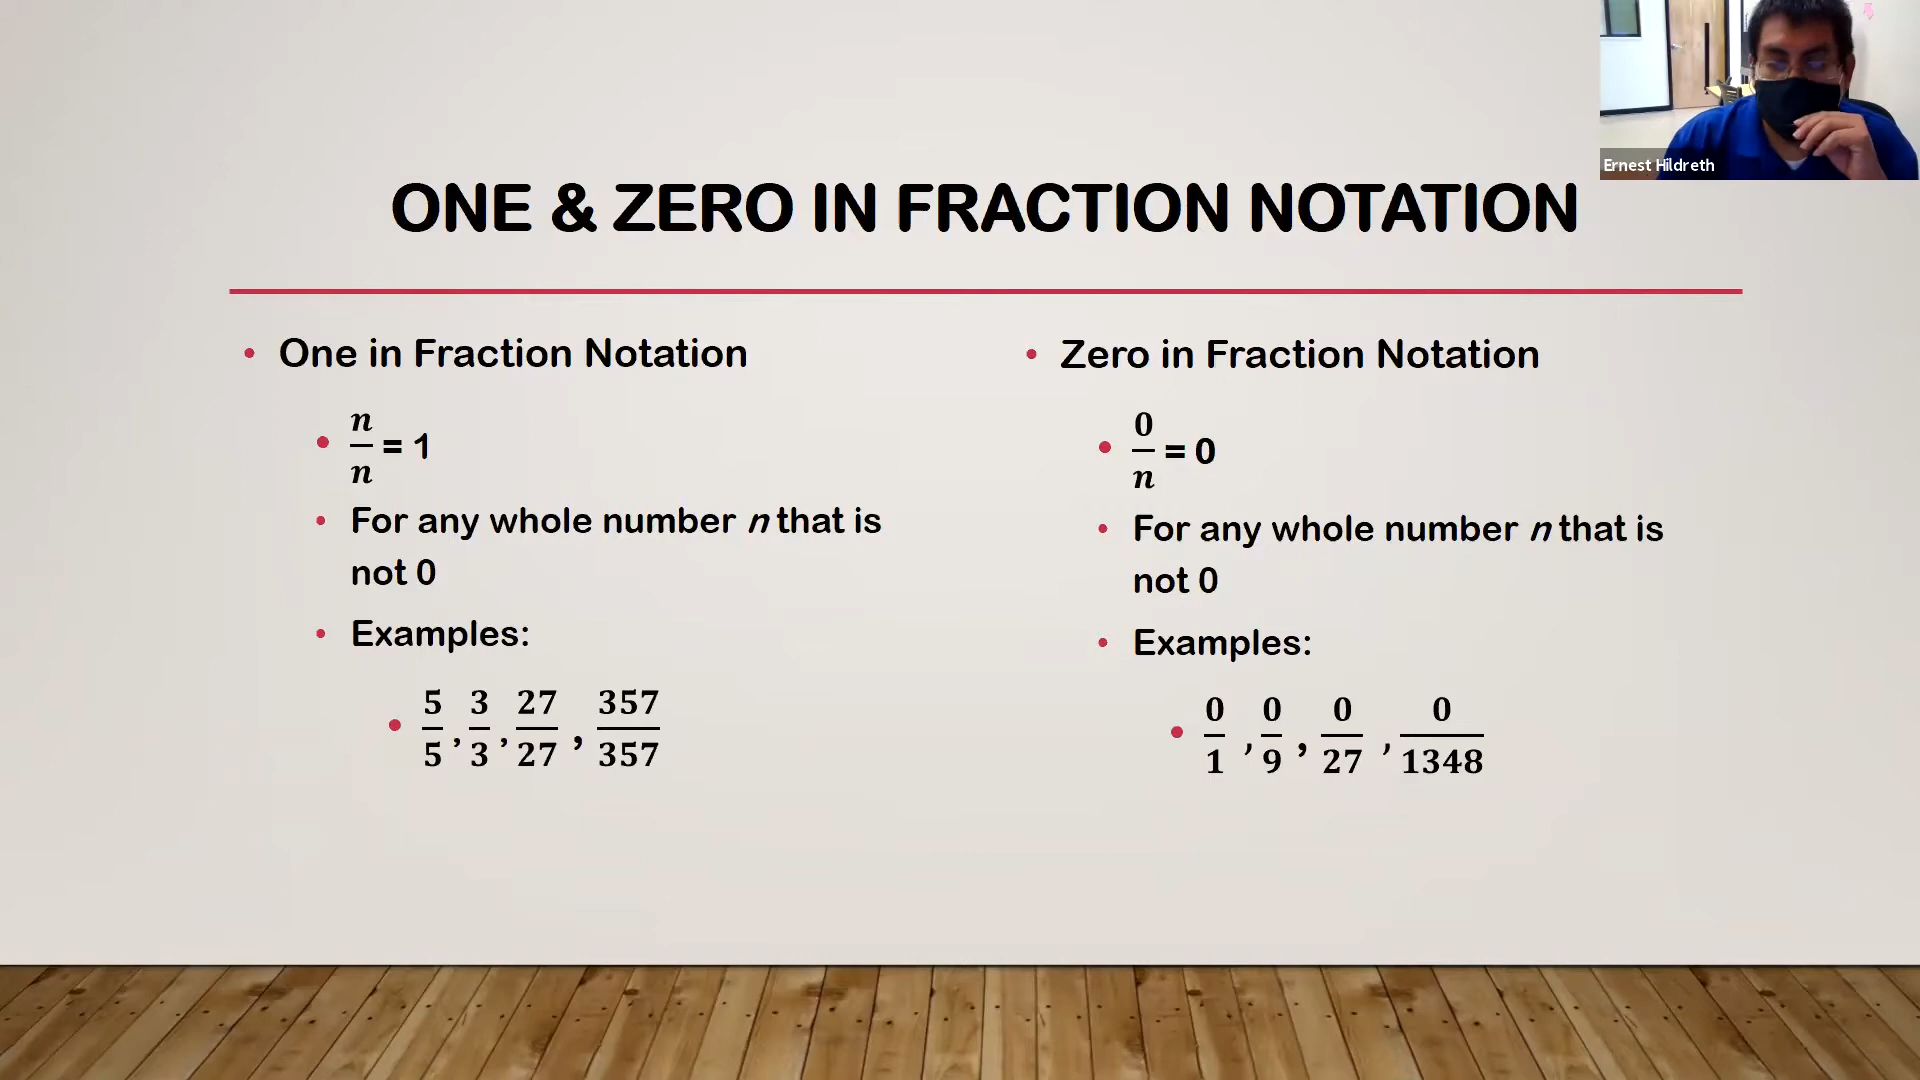 Ernest Hildreth
ONE & ZERO IN FRACTION NOTATION
• One in Fraction Notation
• n/n = 1
• For any whole number n that is
not 0
• Examples:
• 5/5 , 3/3 , 27/27 , 357/357
• Zero in Fraction Notation
• 0/n = 0
• For any whole number n that is
not 0
• Examples:
• 0/1 , 0/9 , 0/27 , 0/1348